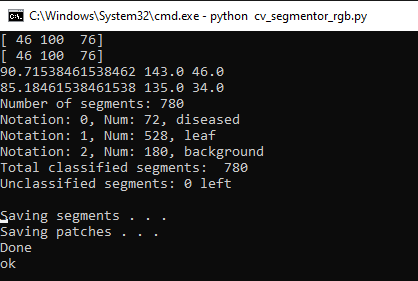 C:\Windows\System32\cmd.exe - python cv_segmentor_rgb.py
[ 46 100  76]
[ 46 100  76]
90.71538461538462 143.0 46.0
85.18461538461538 135.0 34.0
Number of segments: 780
Notation: 0, Num: 72, diseased
Notation: 1, Num: 528, leaf
Notation: 2, Num: 180, background
Total classified segments:  780
Unclassified segments: 0 left
Saving segments . . .
Saving patches . . .
Done
ok